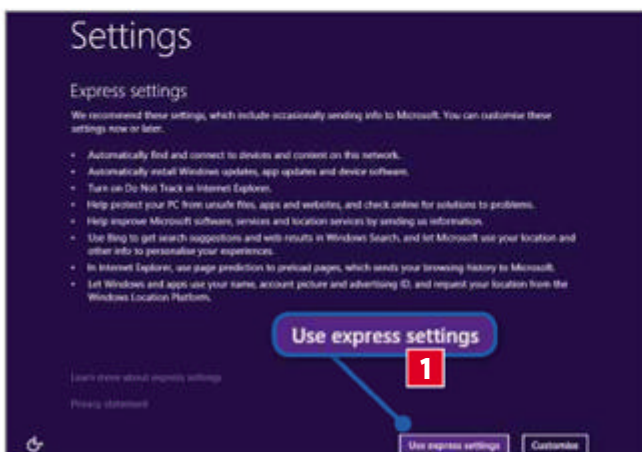 Settings
Express settings
We recommend these settings, which include occasionally sending info to Microsoft. You can customise these
settings now or later.
• Automatically find and connect to devices and content on this network.
• Automatically install Windows updates, app updates and device software.
• Turn on Do Not Track in Internet Explorer.
• Help protect your PC from unsafe files, apps and websites, and check online for solutions to problems.
• Help improve Microsoft software, services and location services by sending us information.
• Use Bing to get search suggestions and web results in Windows Search, and let Microsoft use your location and
other info to personalise your experiences.
• In Internet Explorer, use page prediction to preload pages, which sends your browsing history to Microsoft.
• Let Windows and apps use your name, account picture and advertising ID, and request your location from the
Windows Location Platform.
Use express settings
1
Learn more about express settings
Privacy statement
Use express settings
Customise